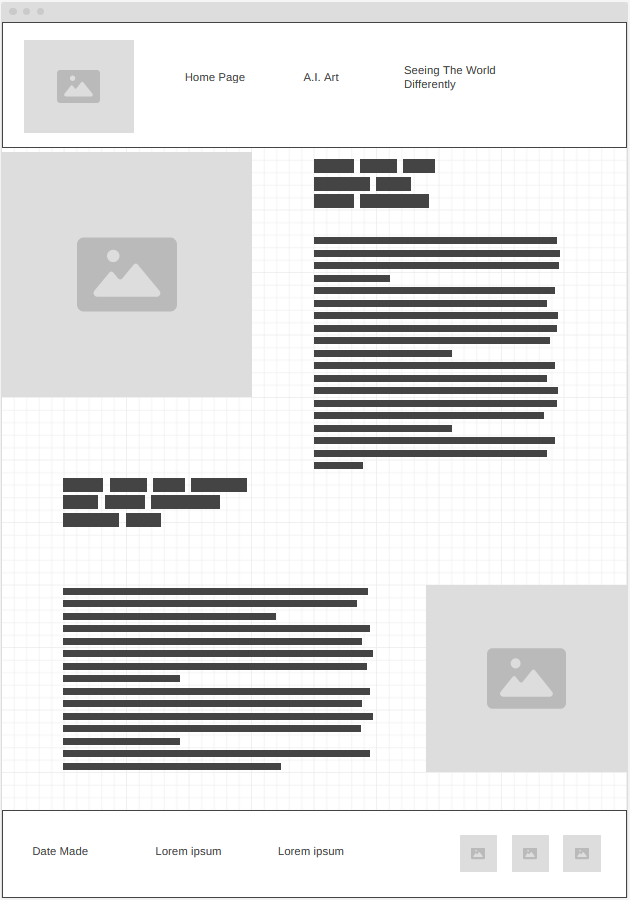 Home Page
A.I. Art
Seeing The World
Differently
Date Made
Lorem ipsum
Lorem ipsum